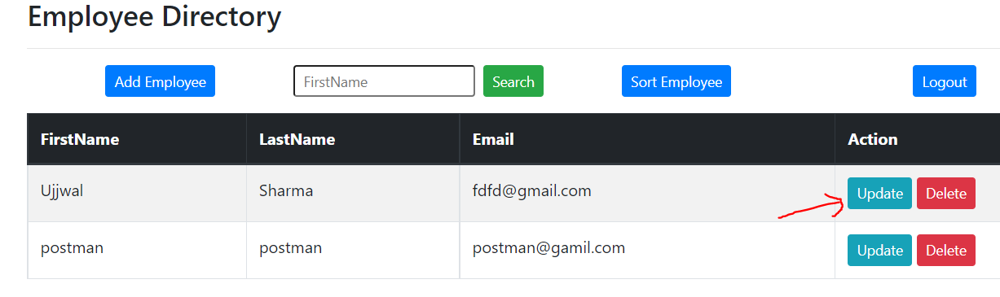 Employee Directory
Add Employee FirstName Search Sort Employee Logout
FirstName LastName Email Action
Ujjwal Sharma fdfd@gmail.com Update Delete
postman postman postman@gamil.com Update Delete